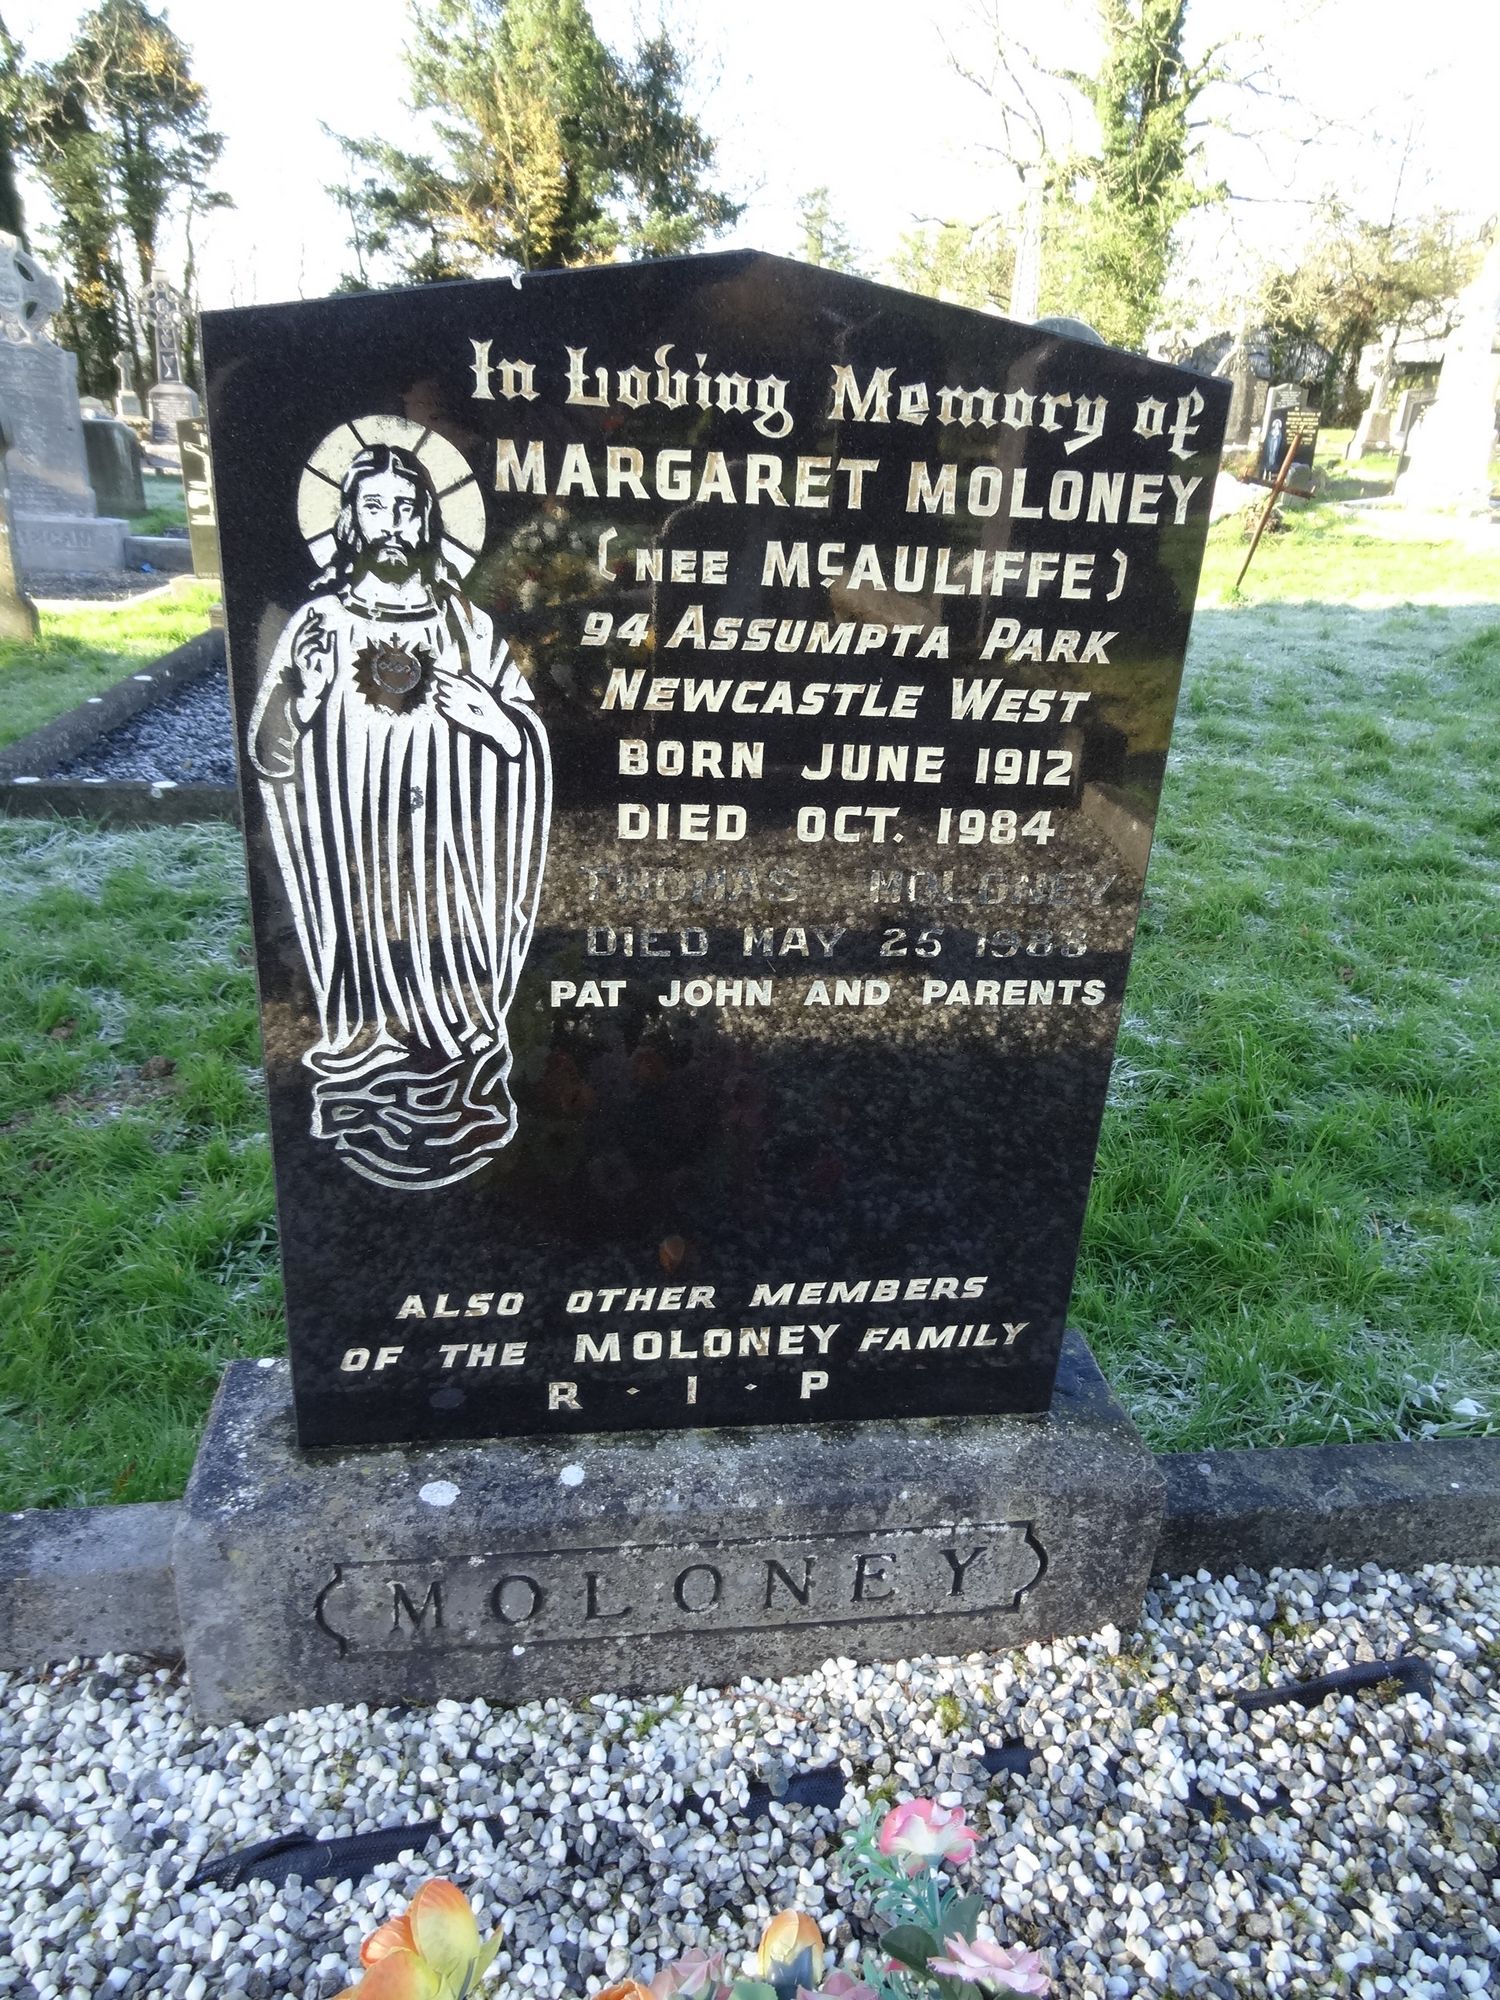 In Loving Memory of
MARGARET MOLONEY
(NEE McAULIFFE)
94 ASSUMPTA PARK
NEWCASTLE WEST
BORN JUNE 1912
DIED OCT. 1984
THOMAS MOLONEY
DIED MAY 25 1988
PAT JOHN AND PARENTS
ALSO OTHER MEMBERS
OF THE MOLONEY FAMILY
R · I · P
MOLONEY